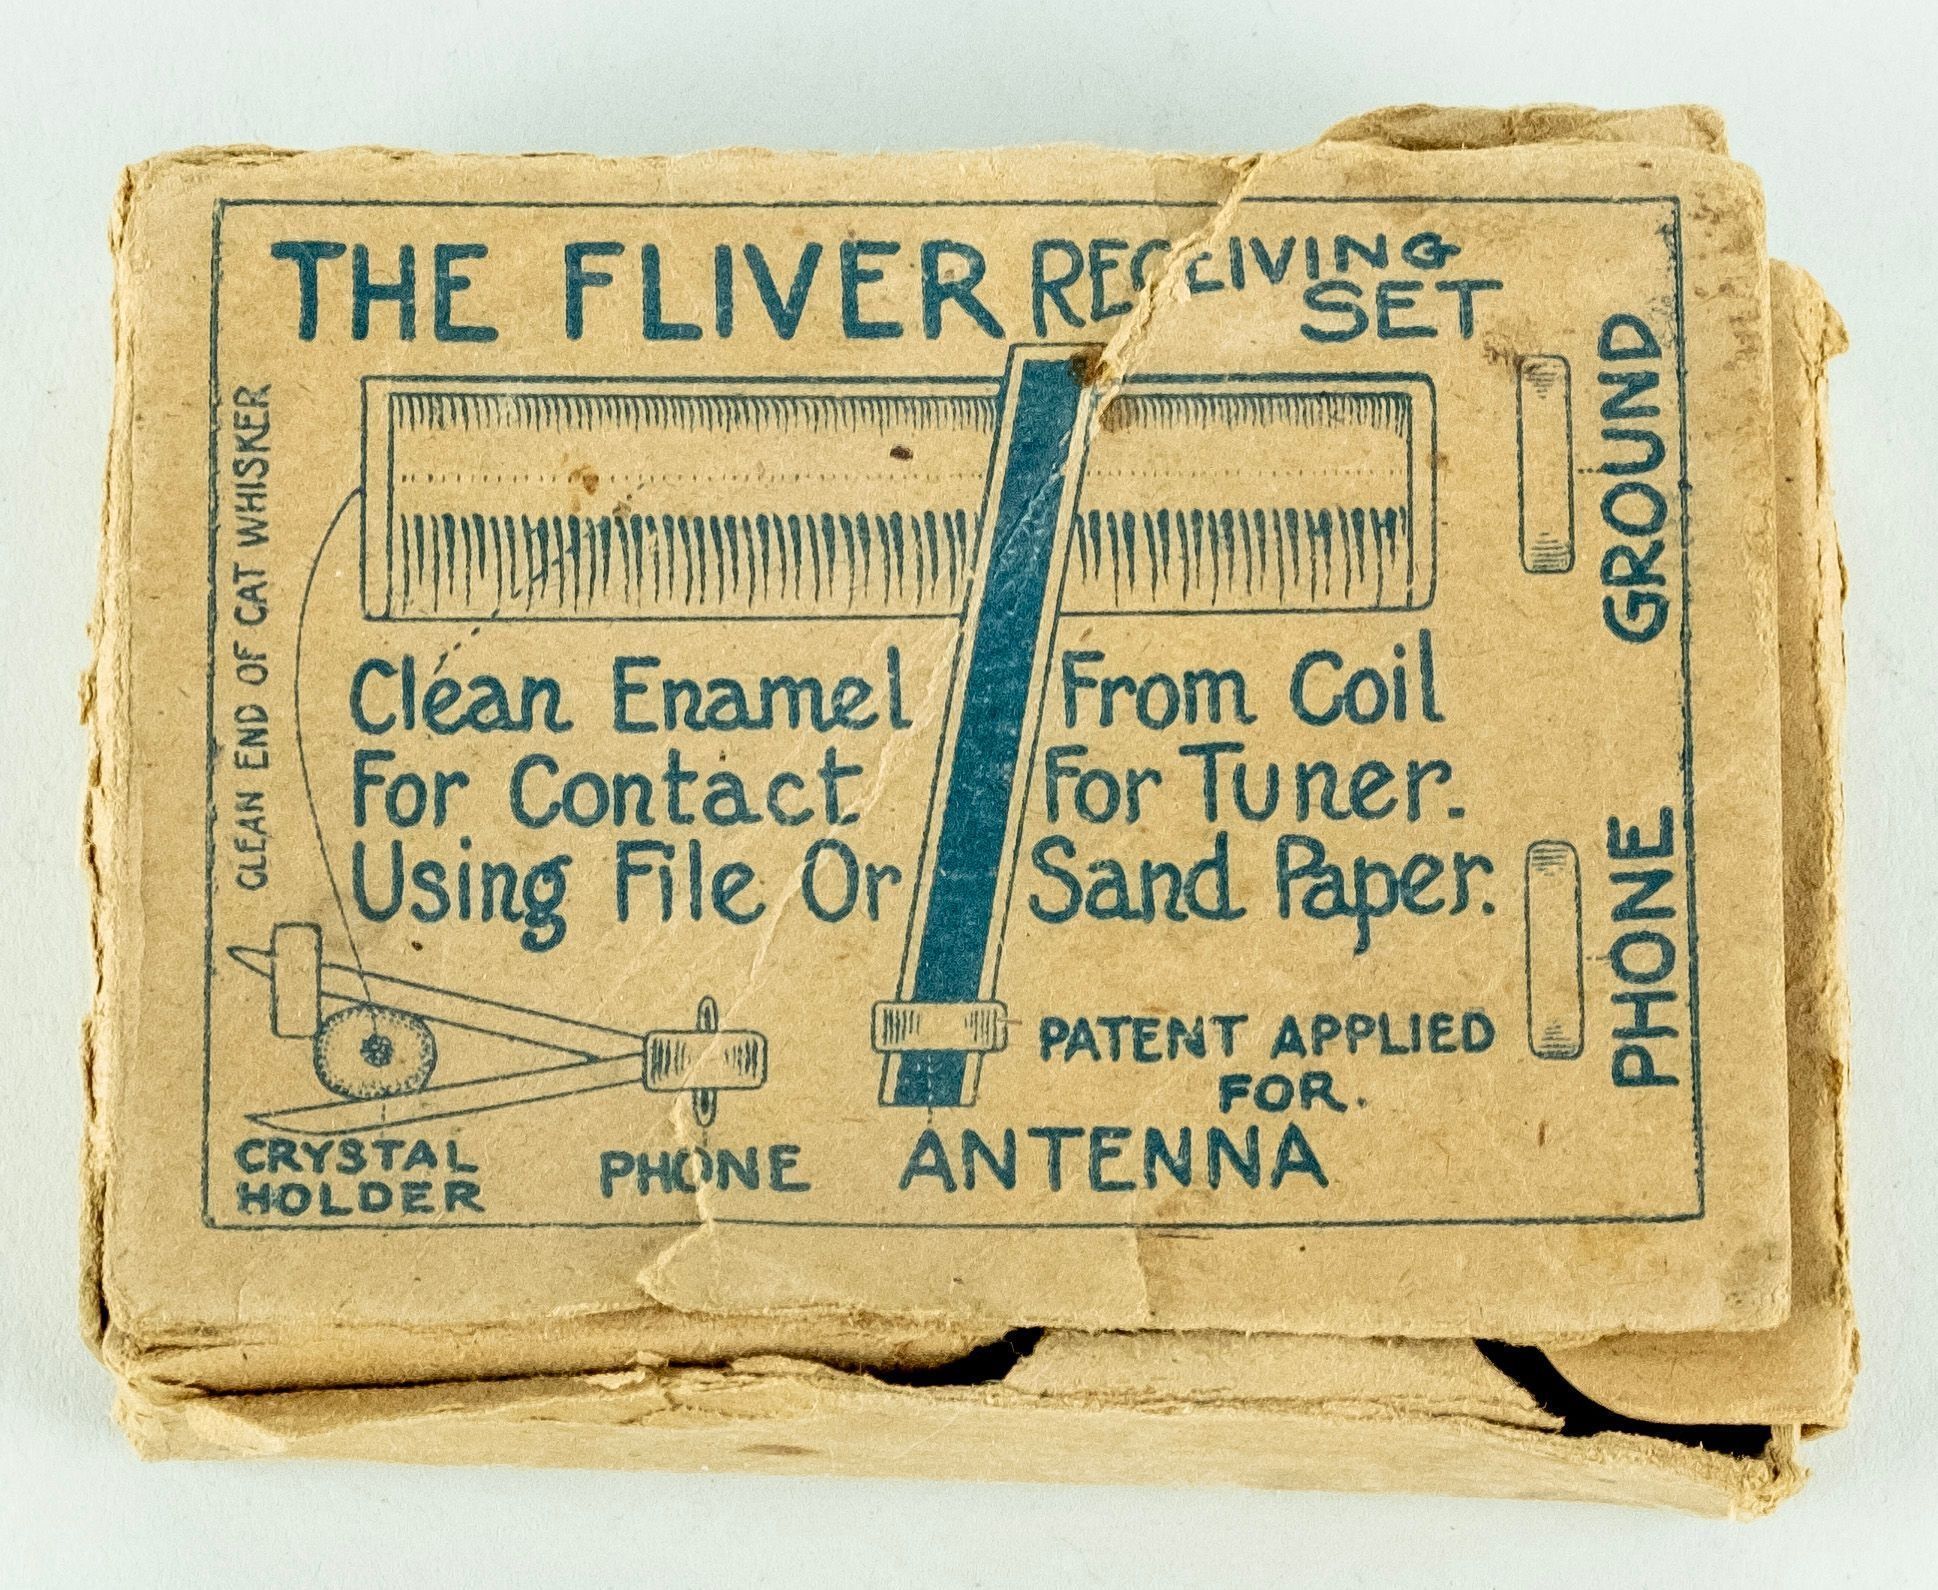 THE FLIVER RECEIVING
SET
CLEAN END OF CAT WHISKER
GROUND
Clean Enamel From Coil
For Contact For Tuner.
Using File Or Sand Paper.
PHONE
PATENT APPLIED
FOR.
CRYSTAL
HOLDER
PHONE
ANTENNA